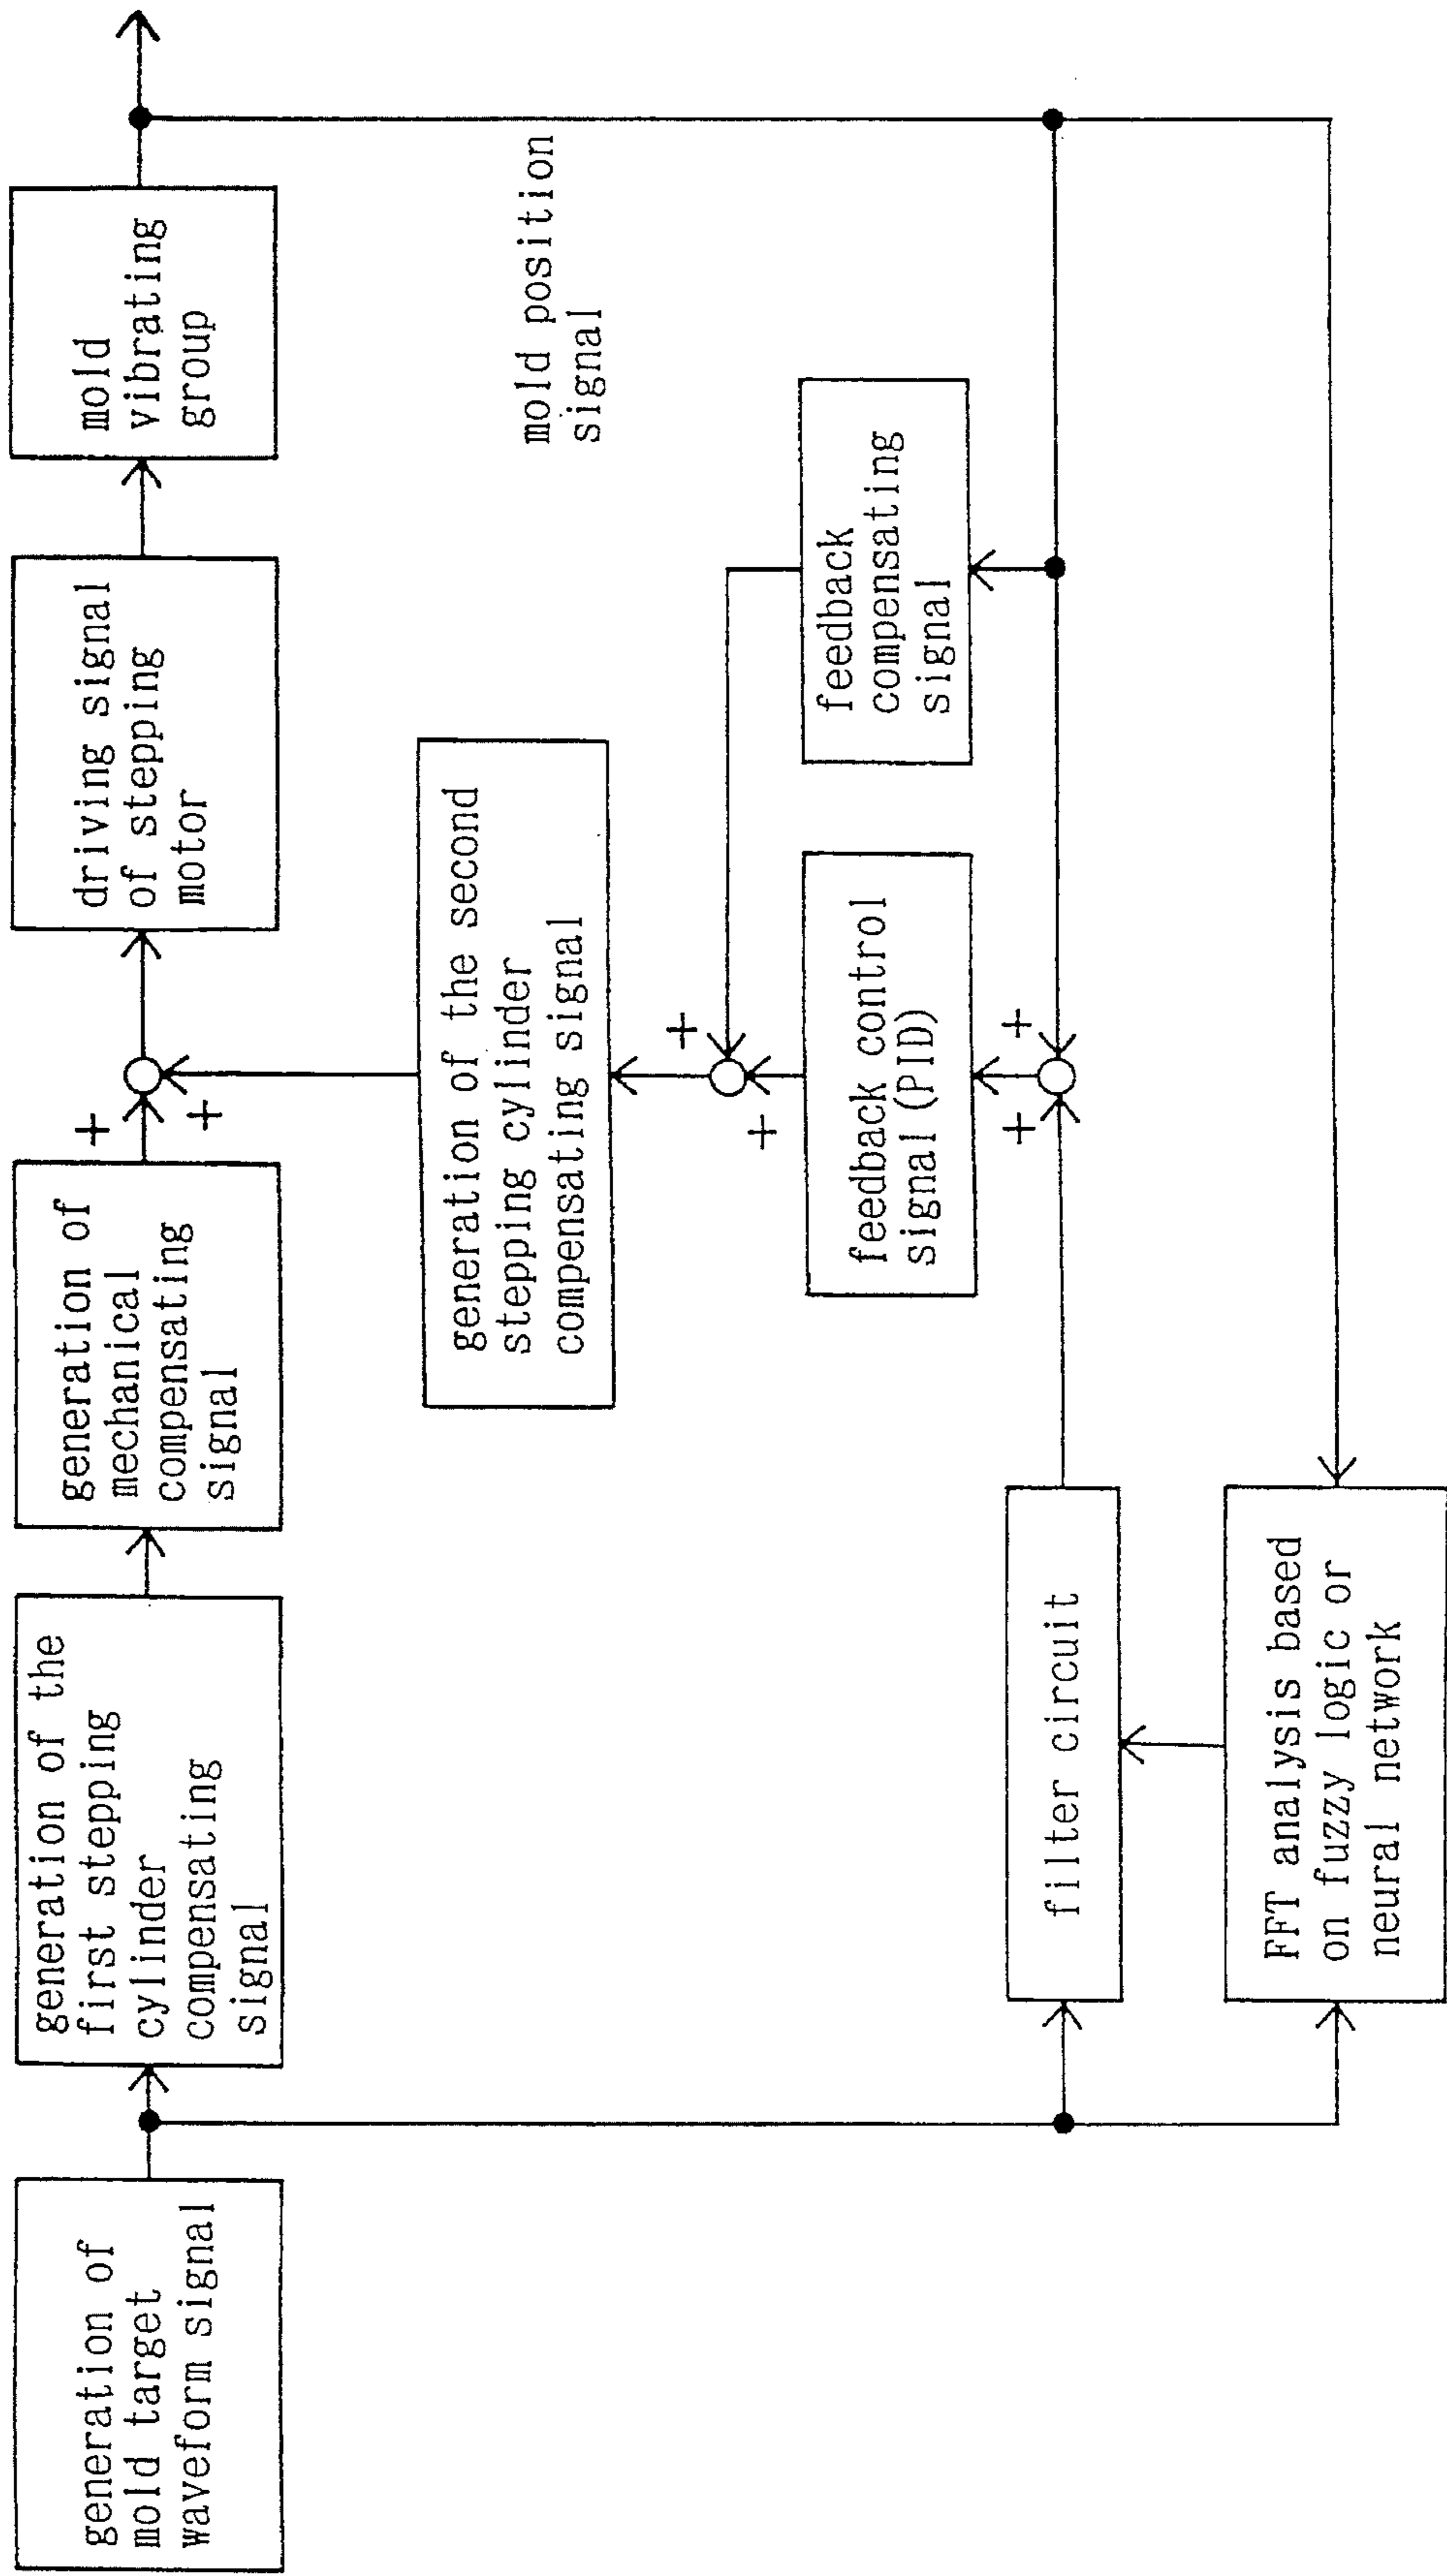 generation of
mold target
waveform signal
generation of the
first stepping
cylinder
compensating
signal
generation of
mechanical
compensating
signal
+
+
driving signal
of stepping
motor
mold
vibrating
group
mold position
signal
generation of the second
stepping cylinder
compensating signal
+
+
feedback control
signal (PID)
+
+
feedback
compensating
signal
filter circuit
FFT analysis based
on fuzzy logic or
neural network